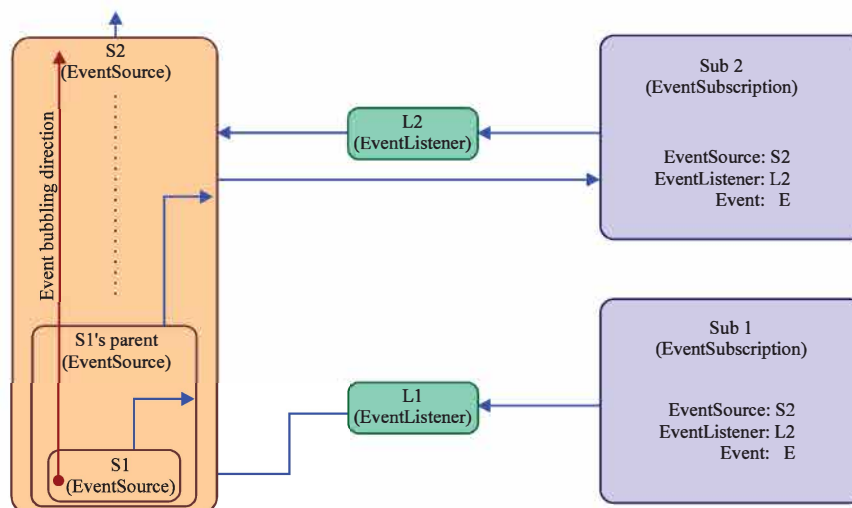 S2
(EventSource)
Event bubbling direction
S1's parent
(EventSource)
S1
(EventSource)
L2
(EventListener)
L1
(EventListener)
Sub 2
(EventSubscription)
EventSource: S2
EventListener: L2
Event: E
Sub 1
(EventSubscription)
EventSource: S2
EventListener: L2
Event: E